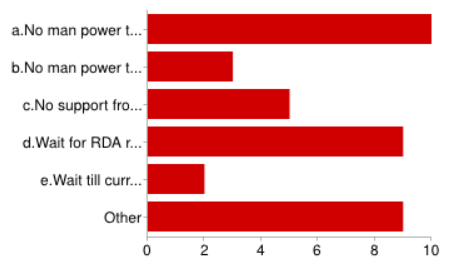 a.No man power t...
b.No man power t...
c.No support fro...
d.Wait for RDA r...
e.Wait till curr...
Other
0 2 4 6 8 10